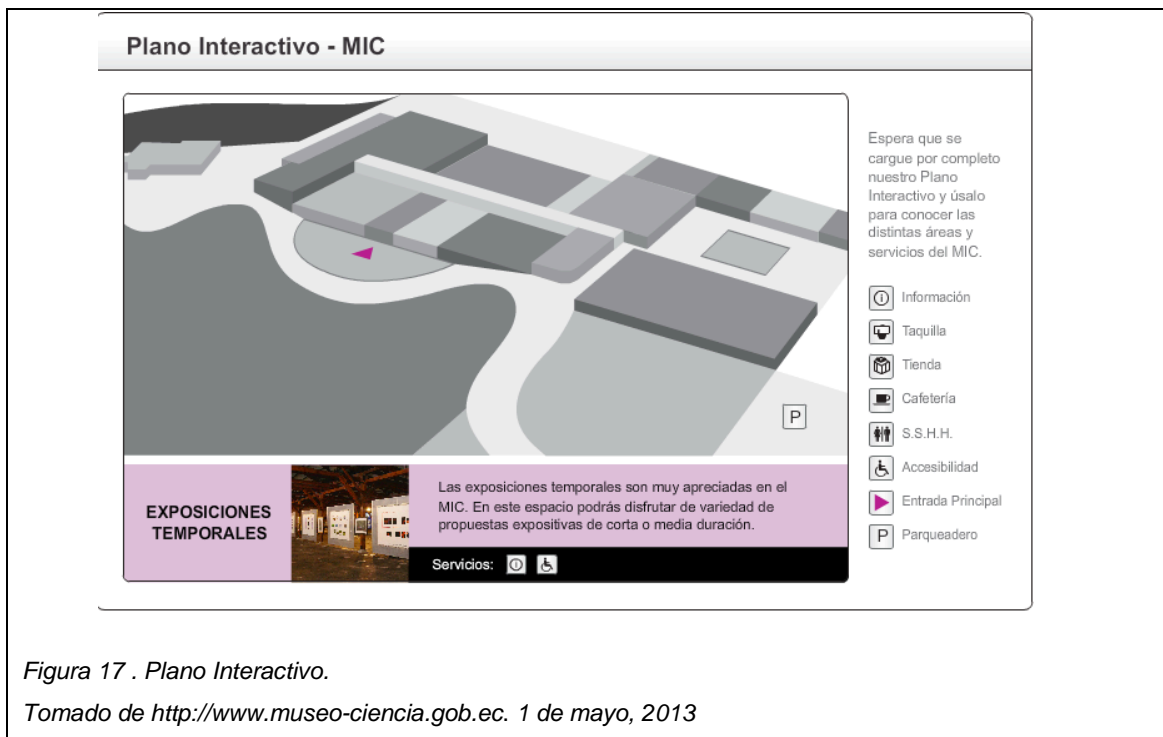 Plano Interactivo - MIC
Espera que se
cargue por completo
nuestro Plano
Interactivo y úsalo
para conocer las
distintas áreas y
servicios del MIC.
Información
Taquilla
Tienda
Cafetería
S.S.H.H.
Accesibilidad
Entrada Principal
P Parqueadero
P
EXPOSICIONES
TEMPORALES
Las exposiciones temporales son muy apreciadas en el
MIC. En este espacio podrás disfrutar de variedad de
propuestas expositivas de corta o media duración.
Servicios:
Figura 17 . Plano Interactivo.
Tomado de http://www.museo-ciencia.gob.ec. 1 de mayo, 2013